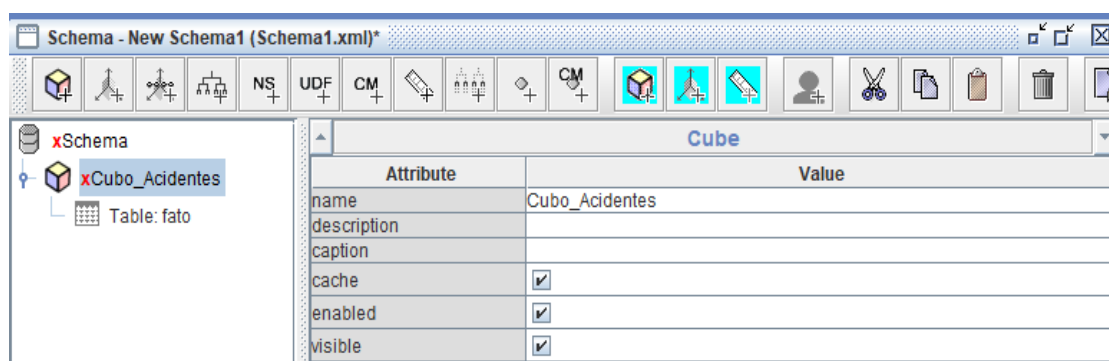 Schema - New Schema1 (Schema1.xml)*
NS UDF CM CM
xSchema
Cube
xCubo_Acidentes
Attribute Value
Table: fato
name Cubo_Acidentes
description
caption
cache
enabled
visible